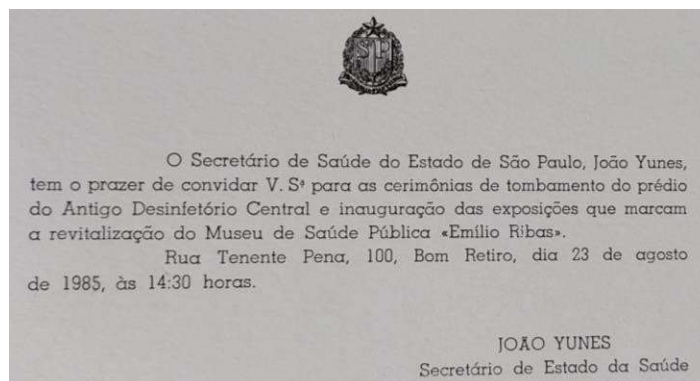 SP
O Secretário de Saúde do Estado de São Paulo, João Yunes,
tem o prazer de convidar V. Sª para as cerimônias de tombamento do prédio
do Antigo Desinfetório Central e inauguração das exposições que marcam
a revitalização do Museu de Saúde Pública «Emílio Ribas».
Rua Tenente Pena, 100, Bom Retiro, dia 23 de agosto
de 1985, às 14:30 horas.
JOÃO YUNES
Secretário de Estado da Saúde